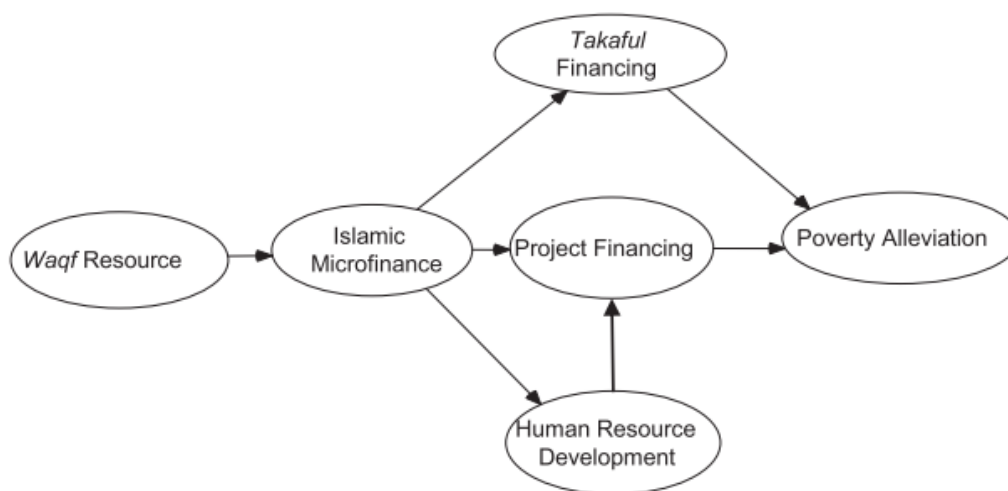 Takaful
Financing
Waqf Resource
Islamic
Microfinance
Project Financing
Poverty Alleviation
Human Resource
Development